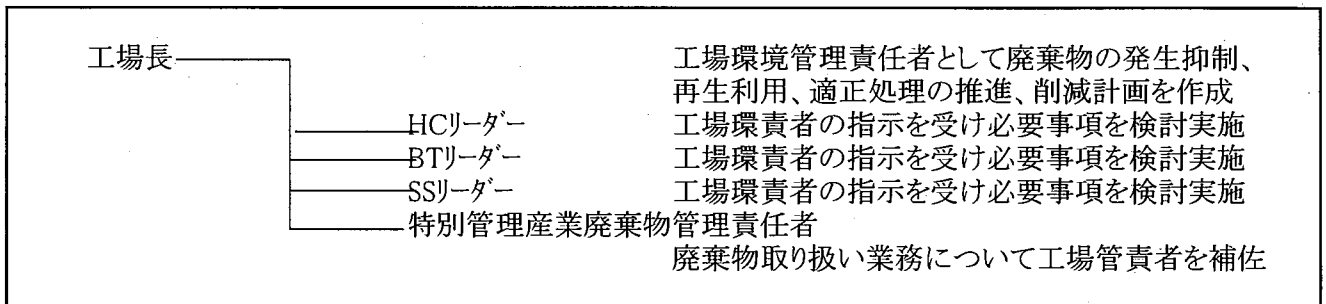 工場長 工場環境管理責任者として廃棄物の発生抑制、
再生利用、適正処理の推進、削減計画を作成
HCリーダー 工場環責者の指示を受け必要事項を検討実施
BTリーダー 工場環責者の指示を受け必要事項を検討実施
SSリーダー 工場環責者の指示を受け必要事項を検討実施
特別管理産業廃棄物管理責任者
廃棄物取り扱い業務について工場管責者を補佐